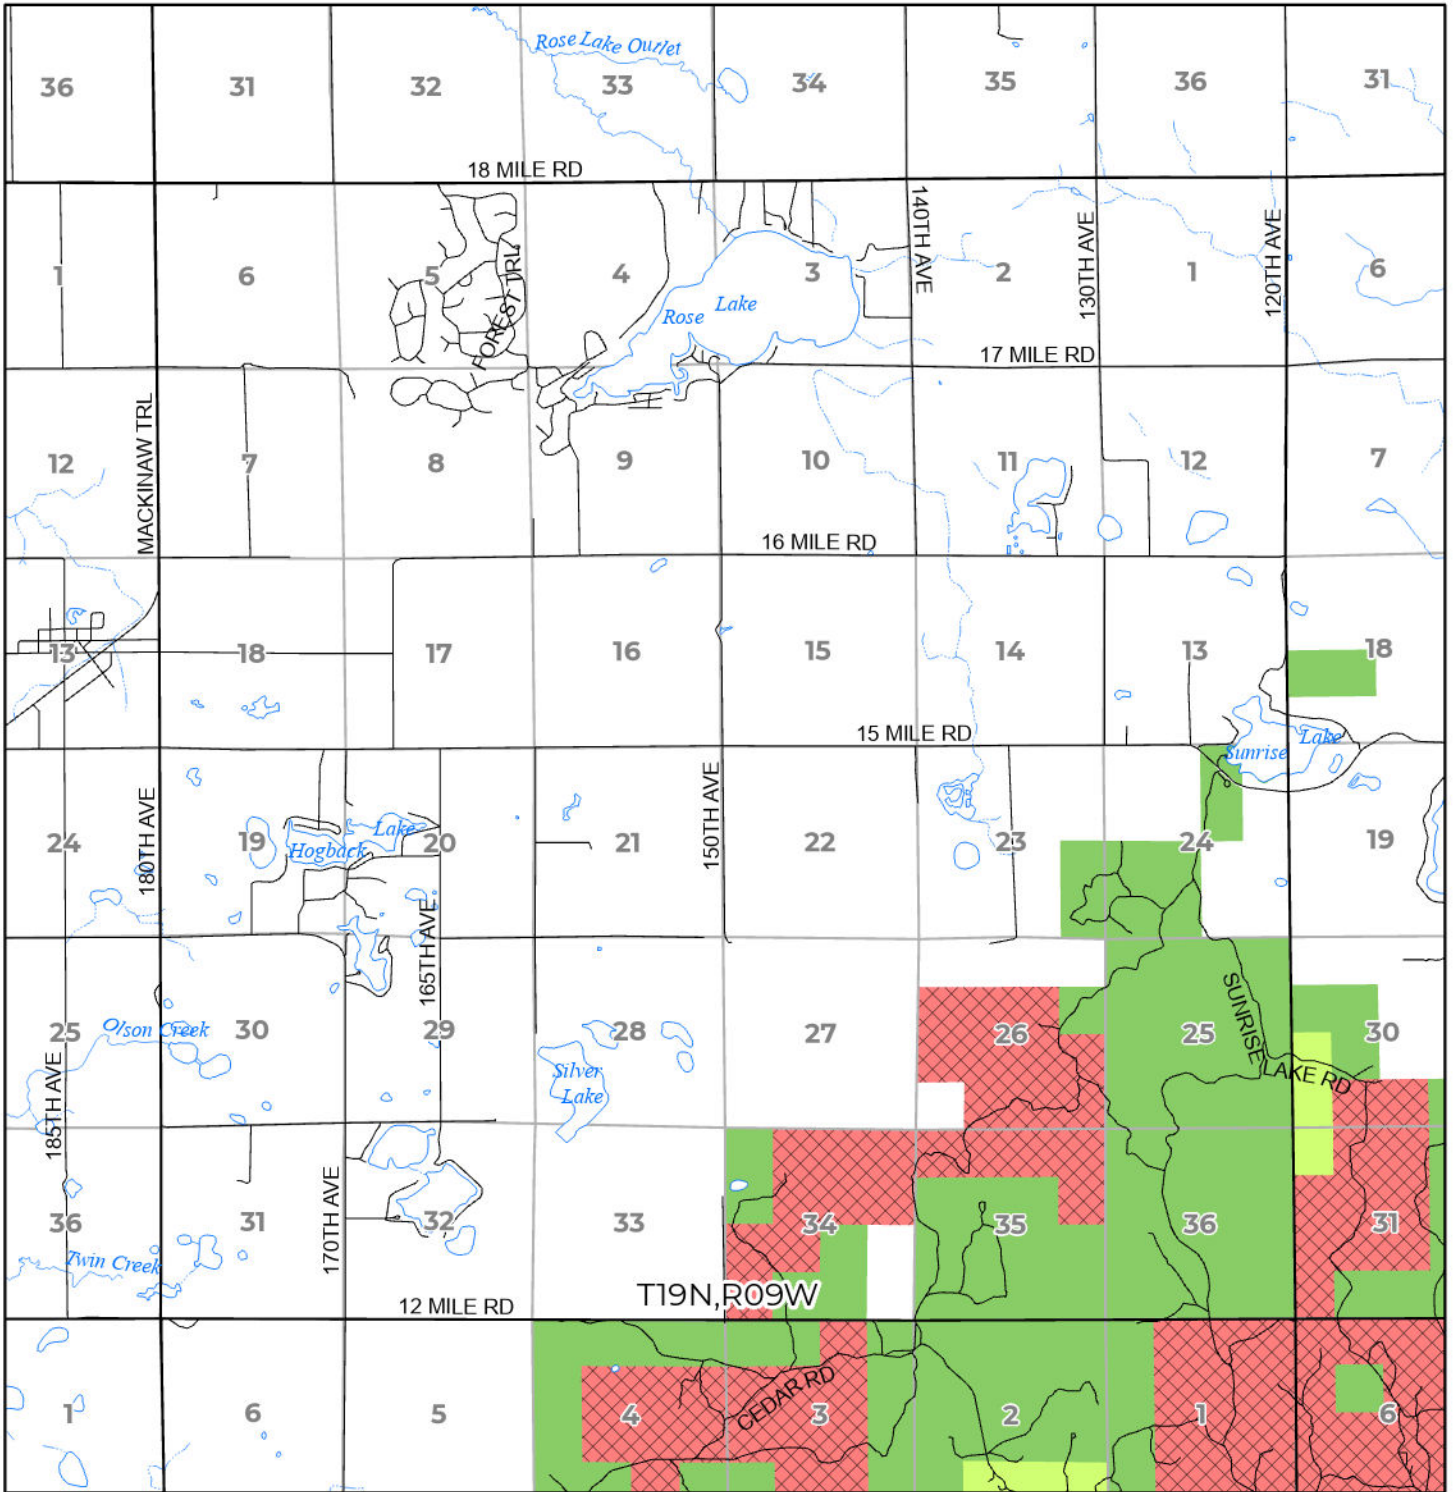 Rose Lake Outlet
36 31 32 33 34 35 36 31
18 MILE RD
140TH AVE
130TH AVE
120TH AVE
1 6 5 4 3 2 1 6
FOREST TRL
Rose Lake
17 MILE RD
MACKINAW TRL
12 7 8 9 10 11 12 7
16 MILE RD
13 18 17 16 15 14 13 18
15 MILE RD
Sunrise Lake
180TH AVE
150TH AVE
24 19 20 21 22 23 24 19
Hogback Lake
165TH AVE
SUNRISE LAKE RD
25 30 29 28 27 26 25 30
Olson Creek
185TH AVE
Silver
Lake
170TH AVE
36 31 32 33 34 35 36 31
Twin Creek
T19N,R09W
12 MILE RD
CEDAR RD
1 6 5 4 3 2 1 6